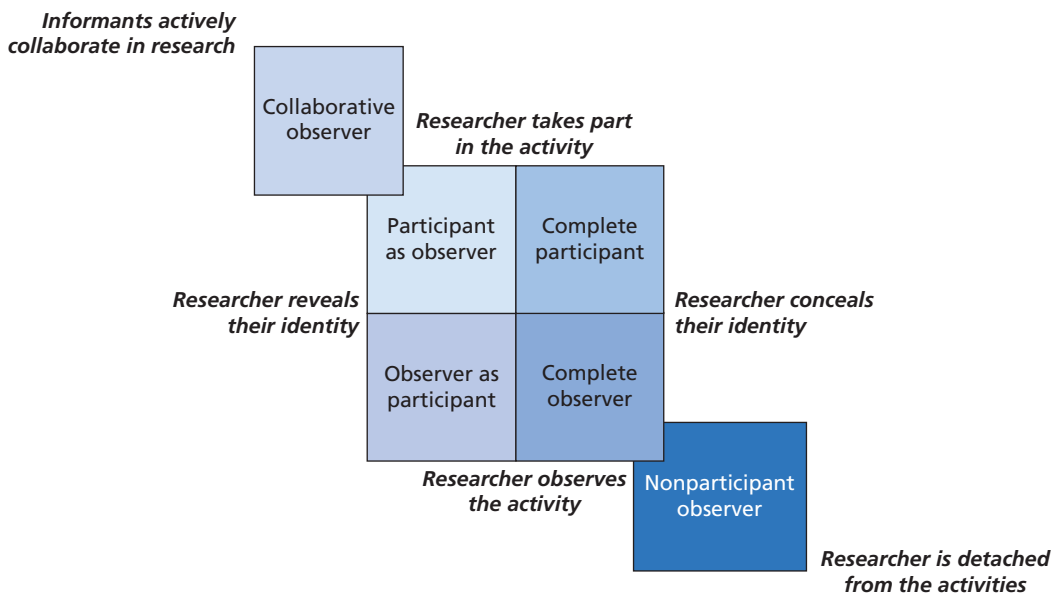 Informants actively
collaborate in research
Collaborative
observer
Researcher takes part
in the activity
Participant
as observer
Complete
participant
Researcher reveals
their identity
Researcher conceals
their identity
Observer as
participant
Complete
observer
Researcher observes
the activity
Nonparticipant
observer
Researcher is detached
from the activities